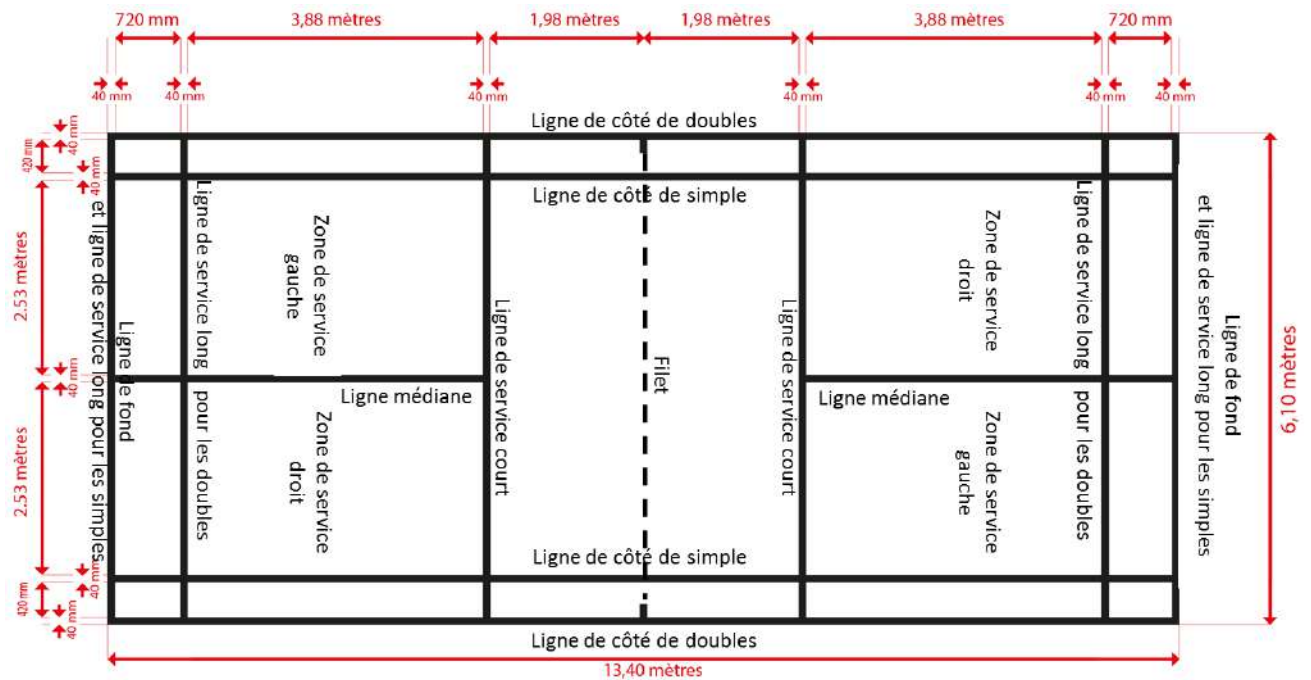 720 mm
3,88 mètres
1,98 mètres
1,98 mètres
3,88 mètres
720 mm
40 mm
40 mm
40 mm
40 mm
40 mm
40 mm
Ligne de côté de doubles
40 mm
420 mm
40 mm
Ligne de côté de simple
2.53 mètres
40 mm
2.53 mètres
40 mm
420 mm
40 mm
et ligne de service long pour les simples
Ligne de fond
Ligne de service long
pour les doubles
Zone de service
gauche
Zone de service
droit
Ligne médiane
Ligne de service court
Filet
Ligne de service court
Ligne médiane
Zone de service
droit
Zone de service
gauche
Ligne de service long
pour les doubles
Ligne de fond
et ligne de service long pour les simples
6,10 mètres
Ligne de côté de simple
Ligne de côté de doubles
13,40 mètres